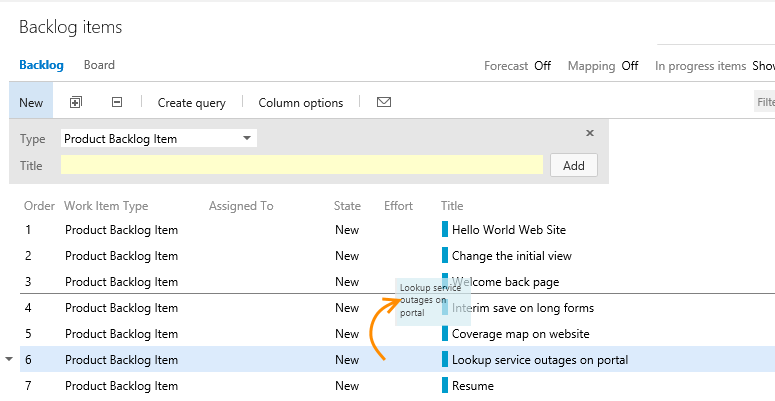 Backlog items
Backlog Board Forecast Off Mapping Off In progress items Show
New Create query Column options Filte
Type Product Backlog Item
Title Add
Order Work Item Type Assigned To State Effort Title
1 Product Backlog Item New Hello World Web Site
2 Product Backlog Item New Change the initial view
3 Product Backlog Item New Welcome back page
Lookup service
outages on
portal
4 Product Backlog Item New Interim save on long forms
5 Product Backlog Item New Coverage map on website
6 Product Backlog Item New Lookup service outages on portal
7 Product Backlog Item New Resume